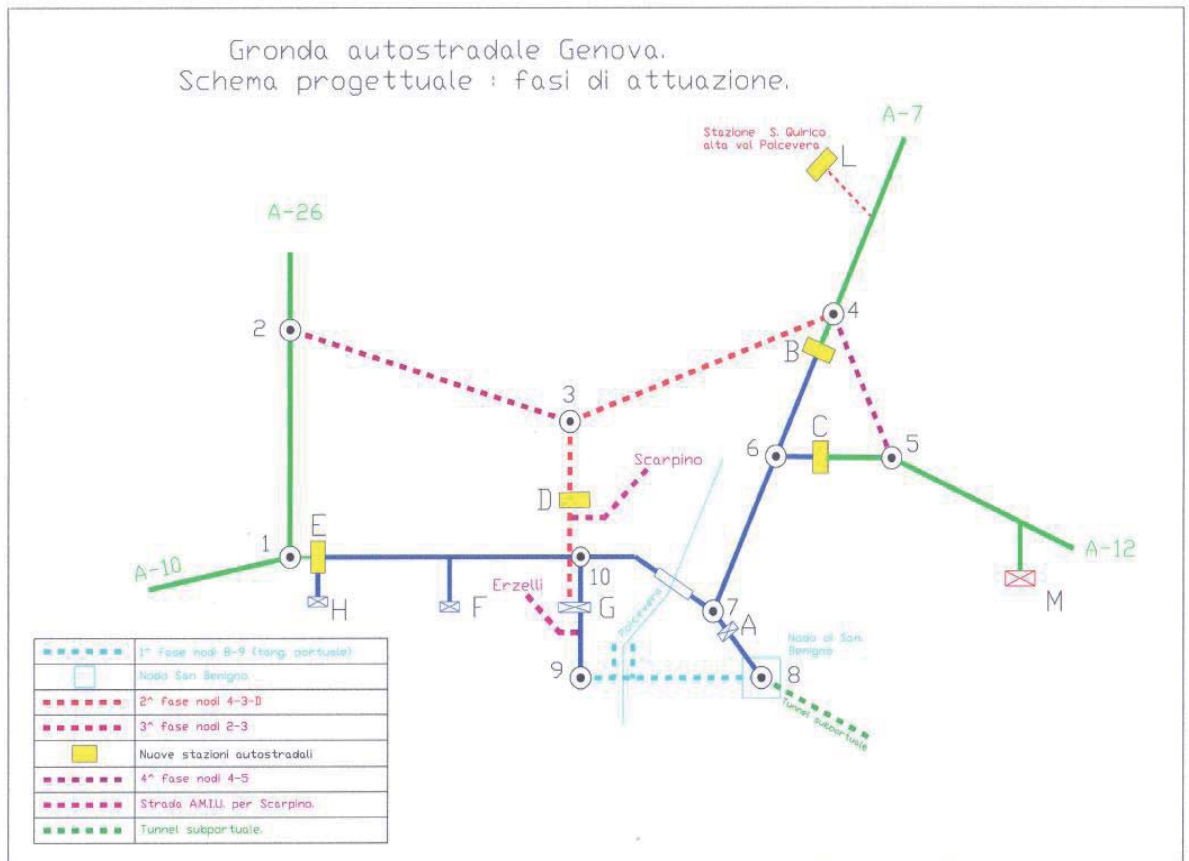 Gronda autostradale Genova.
Schema progettuale : fasi di attuazione.
A-7
Stazione S. Quirico
alta val Polcevera
L
A-26
2
4
B
3
6
C
5
Scarpino
D
1
E
A-10
10
A-12
Erzelli
H
F
G
Polcevera
7
A
M
Nodo di San
Benigno
9
8
Tunnel subportuale
1^ fase nodi 8-9 (tang. portuale)
Nodo San Benigno
2^ fase nodi 4-3-D
3^ fase nodi 2-3
Nuove stazioni autostradali
4^ fase nodi 4-5
Strada A.M.I.U. per Scarpino.
Tunnel subportuale.